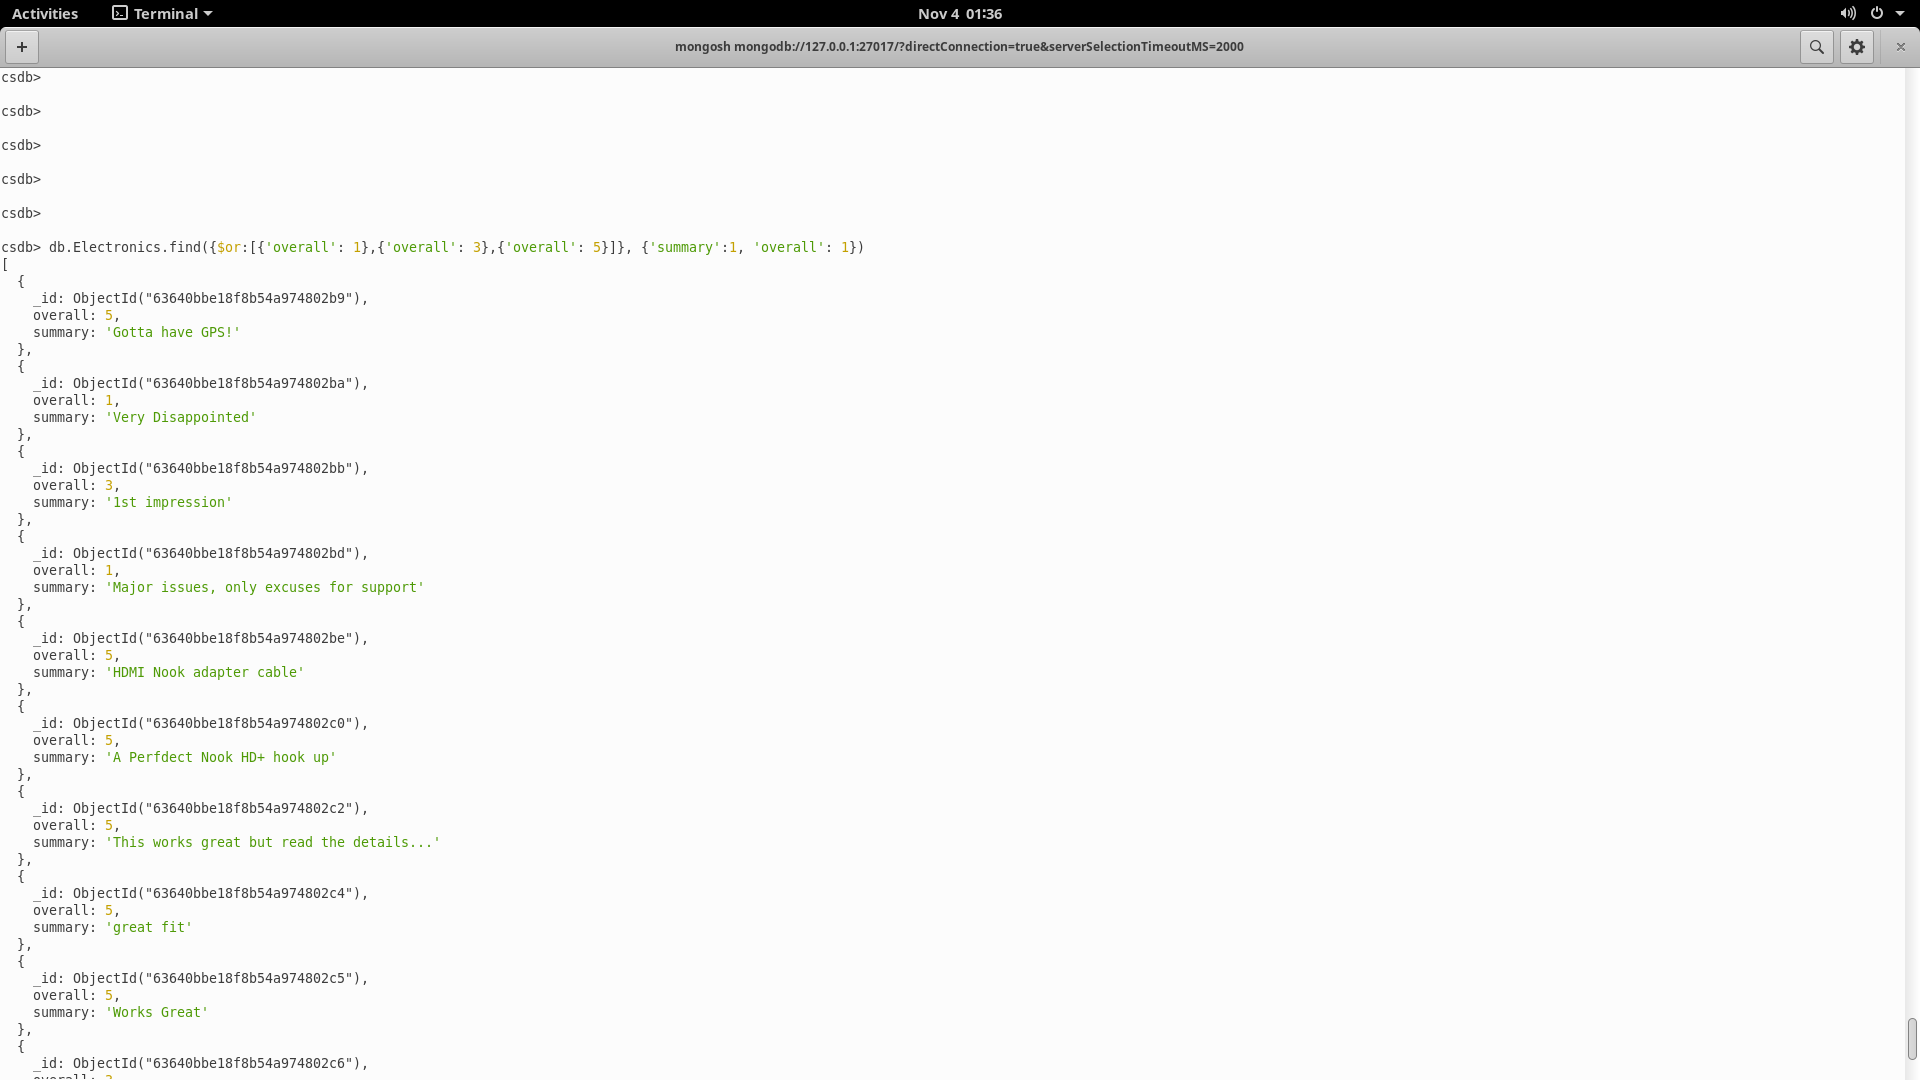 Activities Terminal Nov 4 01:36
mongosh mongodb://127.0.0.1:27017/?directConnection=true&serverSelectionTimeoutMS=2000
csdb>
csdb>
csdb>
csdb>
csdb>
csdb> db.Electronics.find({$or:[{'overall': 1},{'overall': 3},{'overall': 5}]}, {'summary':1, 'overall': 1})
[
  {
    _id: ObjectId("63640bbe18f8b54a974802b9"),
    overall: 5,
    summary: 'Gotta have GPS!'
  },
  {
    _id: ObjectId("63640bbe18f8b54a974802ba"),
    overall: 1,
    summary: 'Very Disappointed'
  },
  {
    _id: ObjectId("63640bbe18f8b54a974802bb"),
    overall: 3,
    summary: '1st impression'
  },
  {
    _id: ObjectId("63640bbe18f8b54a974802bd"),
    overall: 1,
    summary: 'Major issues, only excuses for support'
  },
  {
    _id: ObjectId("63640bbe18f8b54a974802be"),
    overall: 5,
    summary: 'HDMI Nook adapter cable'
  },
  {
    _id: ObjectId("63640bbe18f8b54a974802c0"),
    overall: 5,
    summary: 'A Perfdect Nook HD+ hook up'
  },
  {
    _id: ObjectId("63640bbe18f8b54a974802c2"),
    overall: 5,
    summary: 'This works great but read the details...'
  },
  {
    _id: ObjectId("63640bbe18f8b54a974802c4"),
    overall: 5,
    summary: 'great fit'
  },
  {
    _id: ObjectId("63640bbe18f8b54a974802c5"),
    overall: 5,
    summary: 'Works Great'
  },
  {
    _id: ObjectId("63640bbe18f8b54a974802c6"),